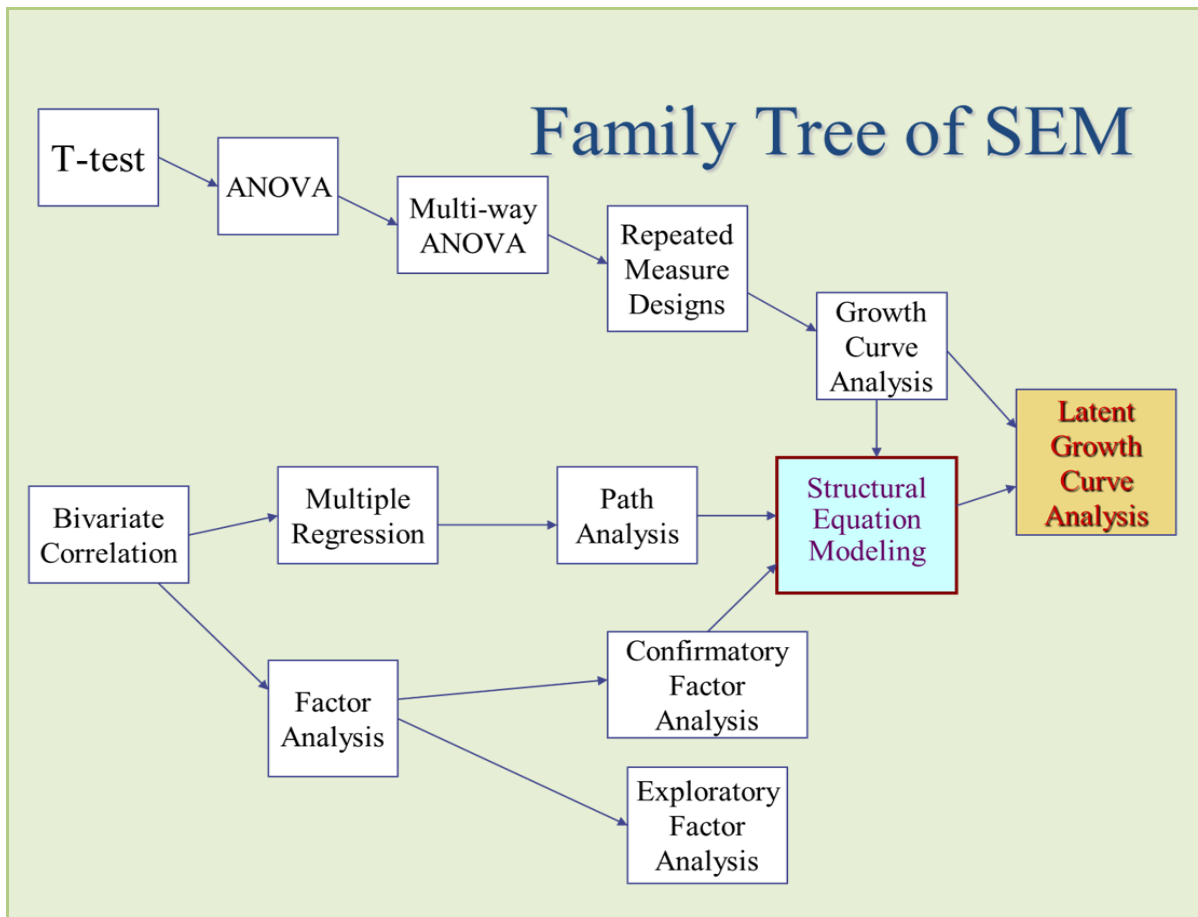 Family Tree of SEM
T-test
ANOVA
Multi-way
ANOVA
Repeated
Measure
Designs
Growth
Curve
Analysis
Latent
Growth
Curve
Analysis
Bivariate
Correlation
Multiple
Regression
Path
Analysis
Structural
Equation
Modeling
Factor
Analysis
Confirmatory
Factor
Analysis
Exploratory
Factor
Analysis